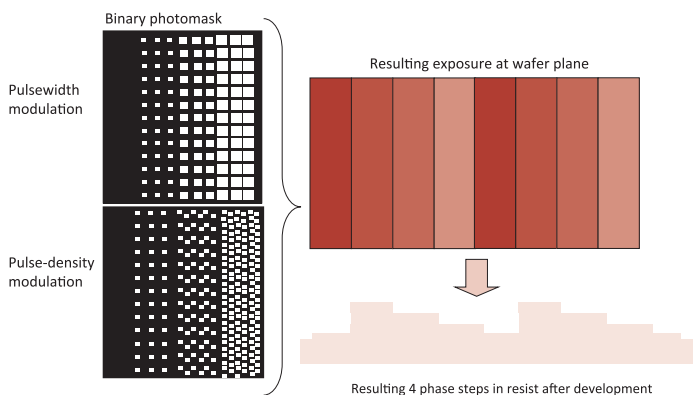 Binary photomask
Pulsewidth
modulation
Pulse-density
modulation
Resulting exposure at wafer plane
Resulting 4 phase steps in resist after development